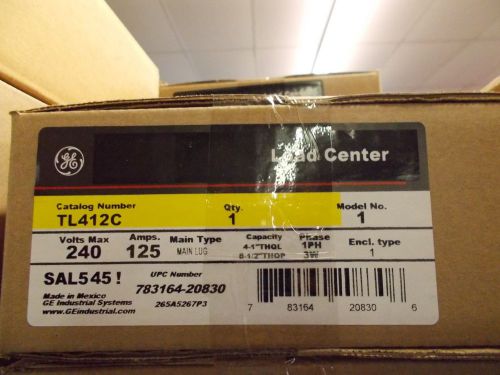 GE
Load Center
Catalog Number Qty. Model No.
TL412C 1 1
Volts Max Amps. Main Type Capacity Phase Encl. type
240 125 MAIN LUG 4-1"THQL 8-1/2"THQP 1PH 3W 1
SAL545!
UPC Number
783164-20830
Made in Mexico
GE Industrial Systems
www.GEindustrial.com
265A5267P3
7 83164 20830 6